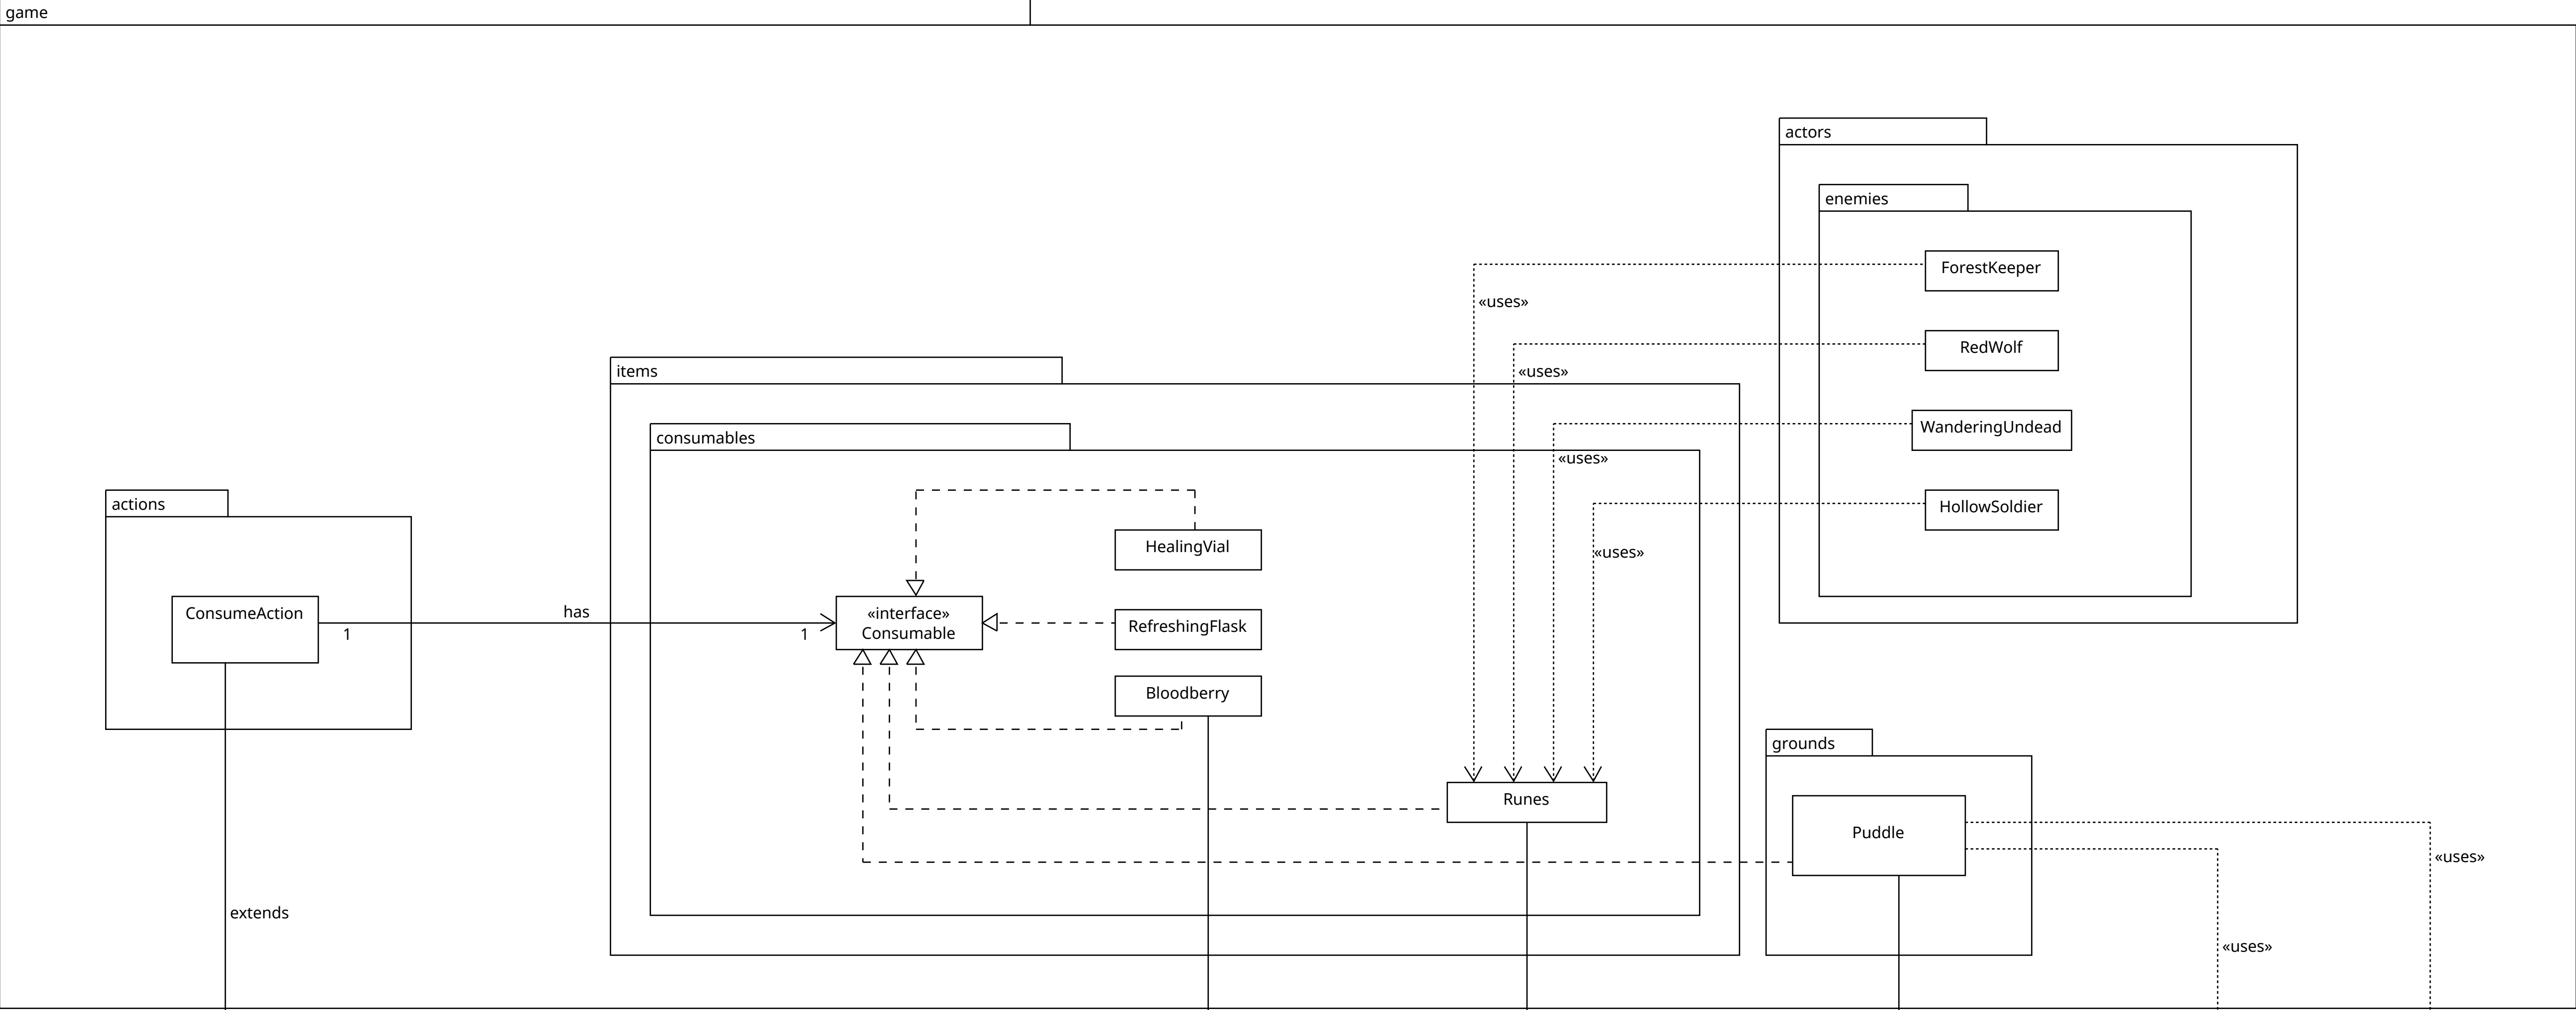 game
actors
enemies
ForestKeeper
«uses»
RedWolf
«uses»
items
WanderingUndead
consumables
«uses»
actions
HollowSoldier
HealingVial
«uses»
ConsumeAction
has
1
1
«interface»
Consumable
RefreshingFlask
Bloodberry
grounds
Runes
Puddle
«uses»
extends
«uses»